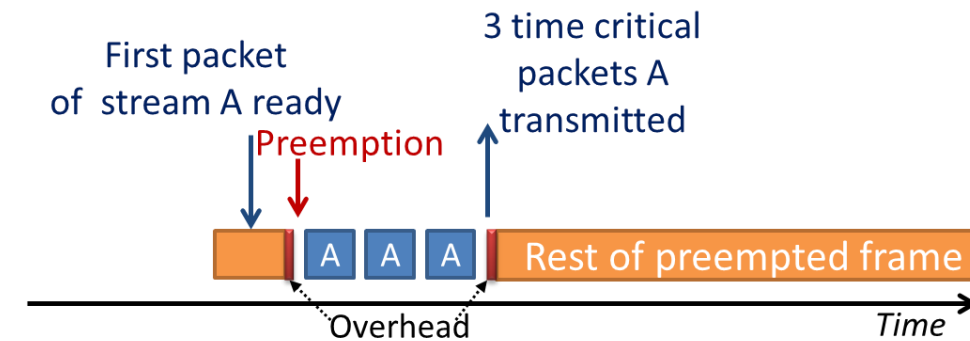 First packet
of stream A ready
Preemption
3 time critical
packets A
transmitted
A A A
Rest of preempted frame
Overhead
Time